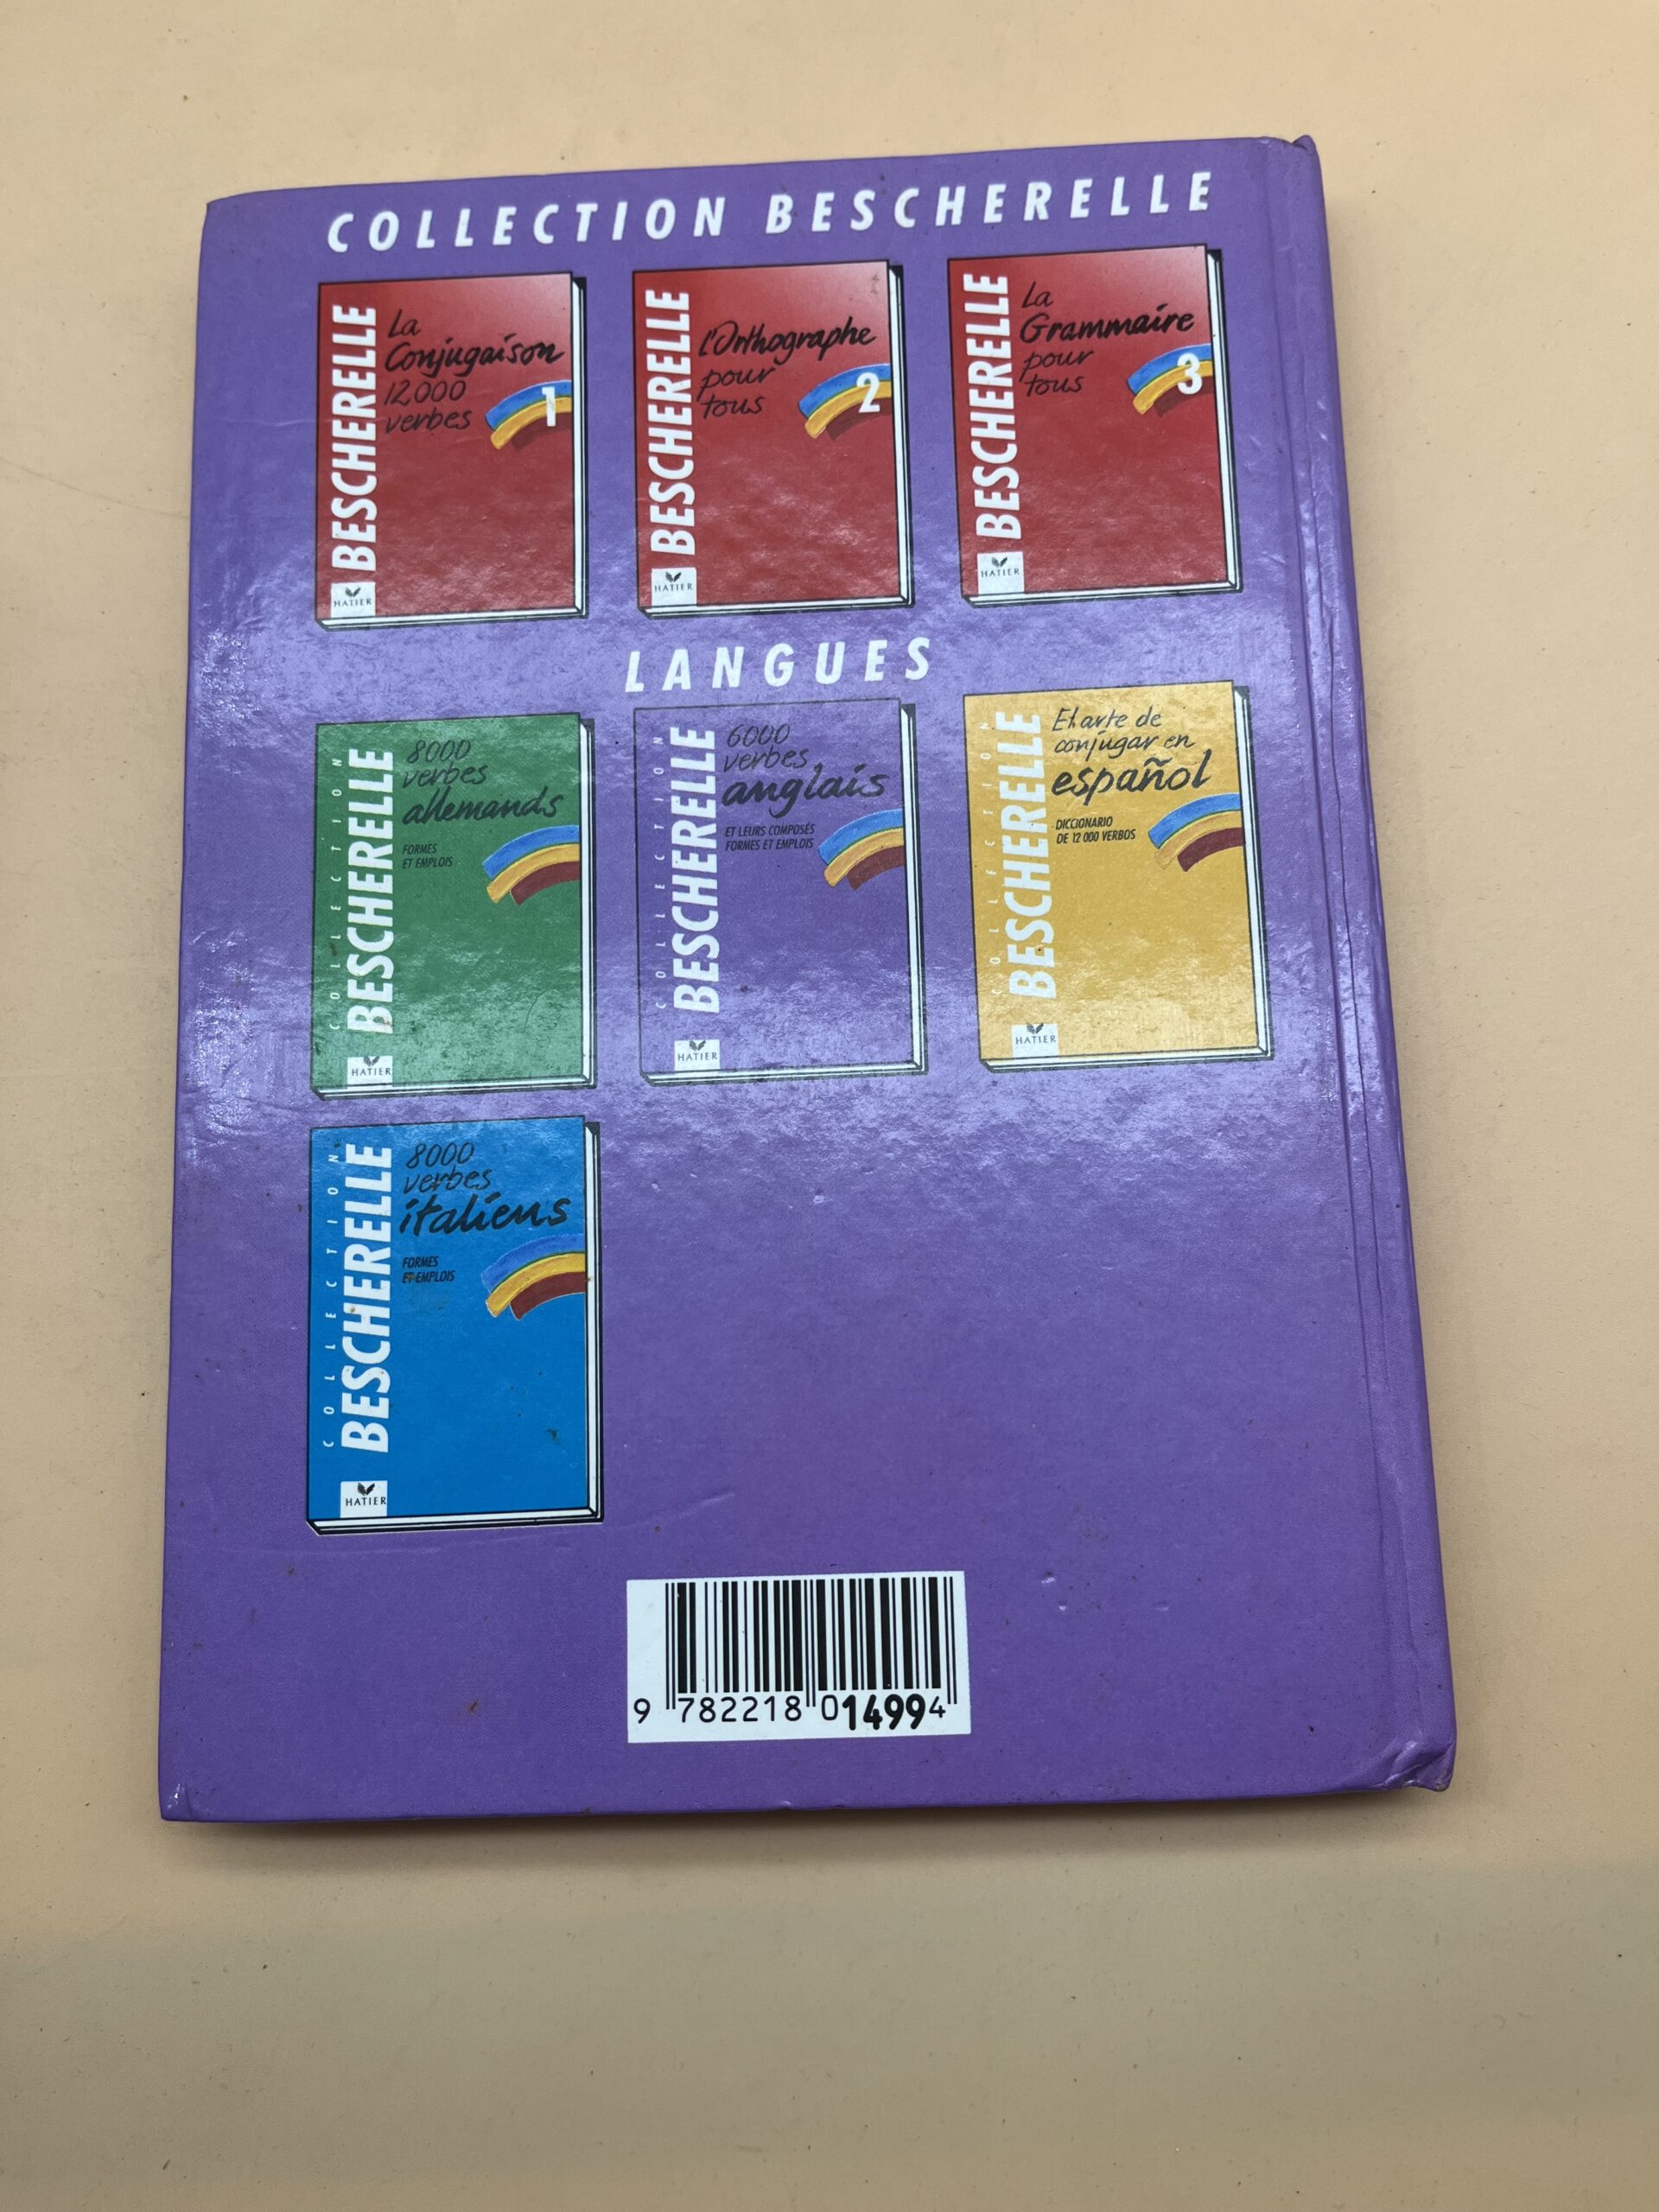 COLLECTION BESCHERELLE
BESCHERELLE
La
Conjugaison
12.000
verbes
1
HATIER
BESCHERELLE
l'Orthographe
pour
tous
2
HATIER
BESCHERELLE
La
Grammaire
pour
tous
3
HATIER
LANGUES
COLLECTION
BESCHERELLE
8000
verbes
allemands
FORMES
ET EMPLOIS
HATIER
COLLECTION
BESCHERELLE
6000
verbes
anglais
ET LEURS COMPOSÉS
FORMES ET EMPLOIS
HATIER
COLLECTION
BESCHERELLE
El arte de
conjugar en
español
DICCIONARIO
DE 12 000 VERBOS
HATIER
COLLECTION
BESCHERELLE
8000
verbes
italiens
FORMES
ET EMPLOIS
HATIER
9 782218 014994